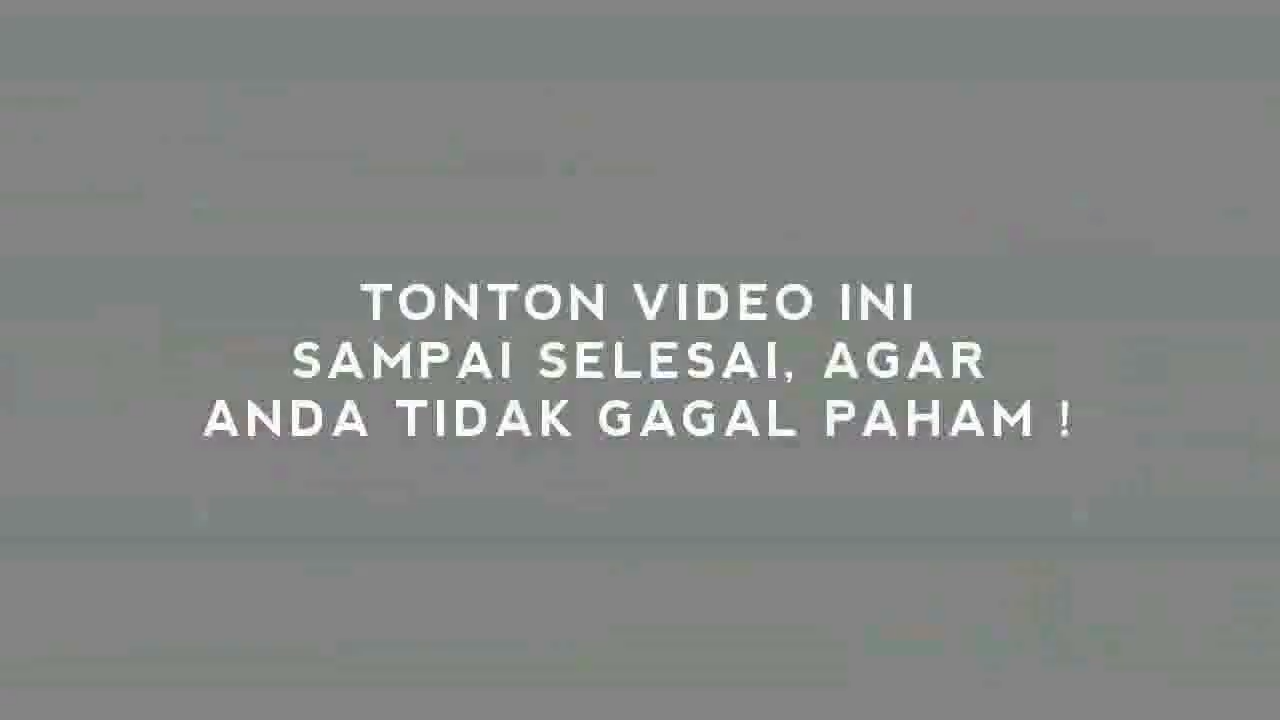 TONTON VIDEO INI
SAMPAI SELESAI, AGAR
ANDA TIDAK GAGAL PAHAM !